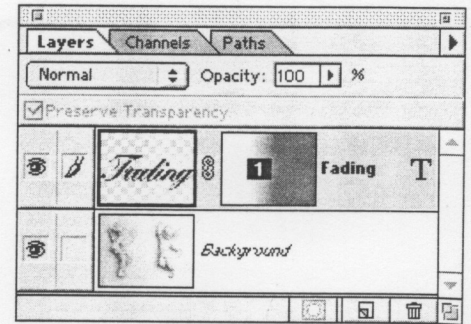 Layers Channels Paths
Normal Opacity: 100 %
Preserve Transparency
Fading 1 Fading T
Background